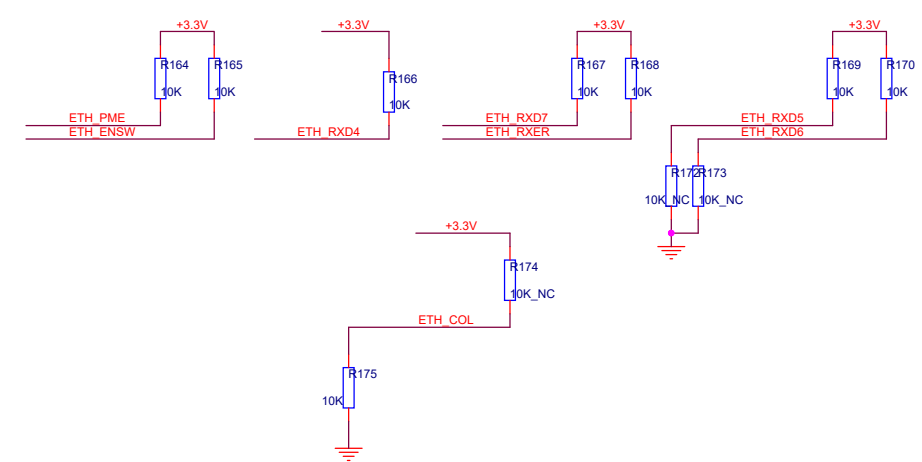 +3.3V
+3.3V
+3.3V
+3.3V
R164
R165
R166
R167
R168
R169
R170
10K
10K
10K
10K
10K
10K
10K
ETH_PME
ETH_ENSW
ETH_RXD4
ETH_RXD7
ETH_RXER
ETH_RXD5
ETH_RXD6
R172
R173
10K_NC
10K_NC
+3.3V
R174
10K_NC
ETH_COL
R175
10K